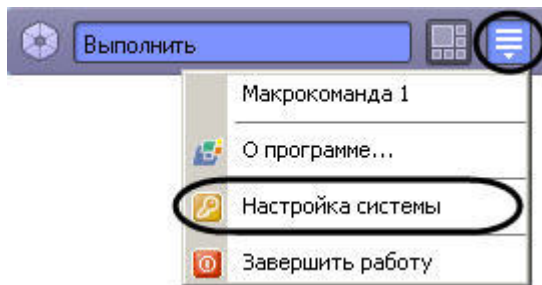 Выполнить
Макрокоманда 1
О программе...
Настройка системы
Завершить работу